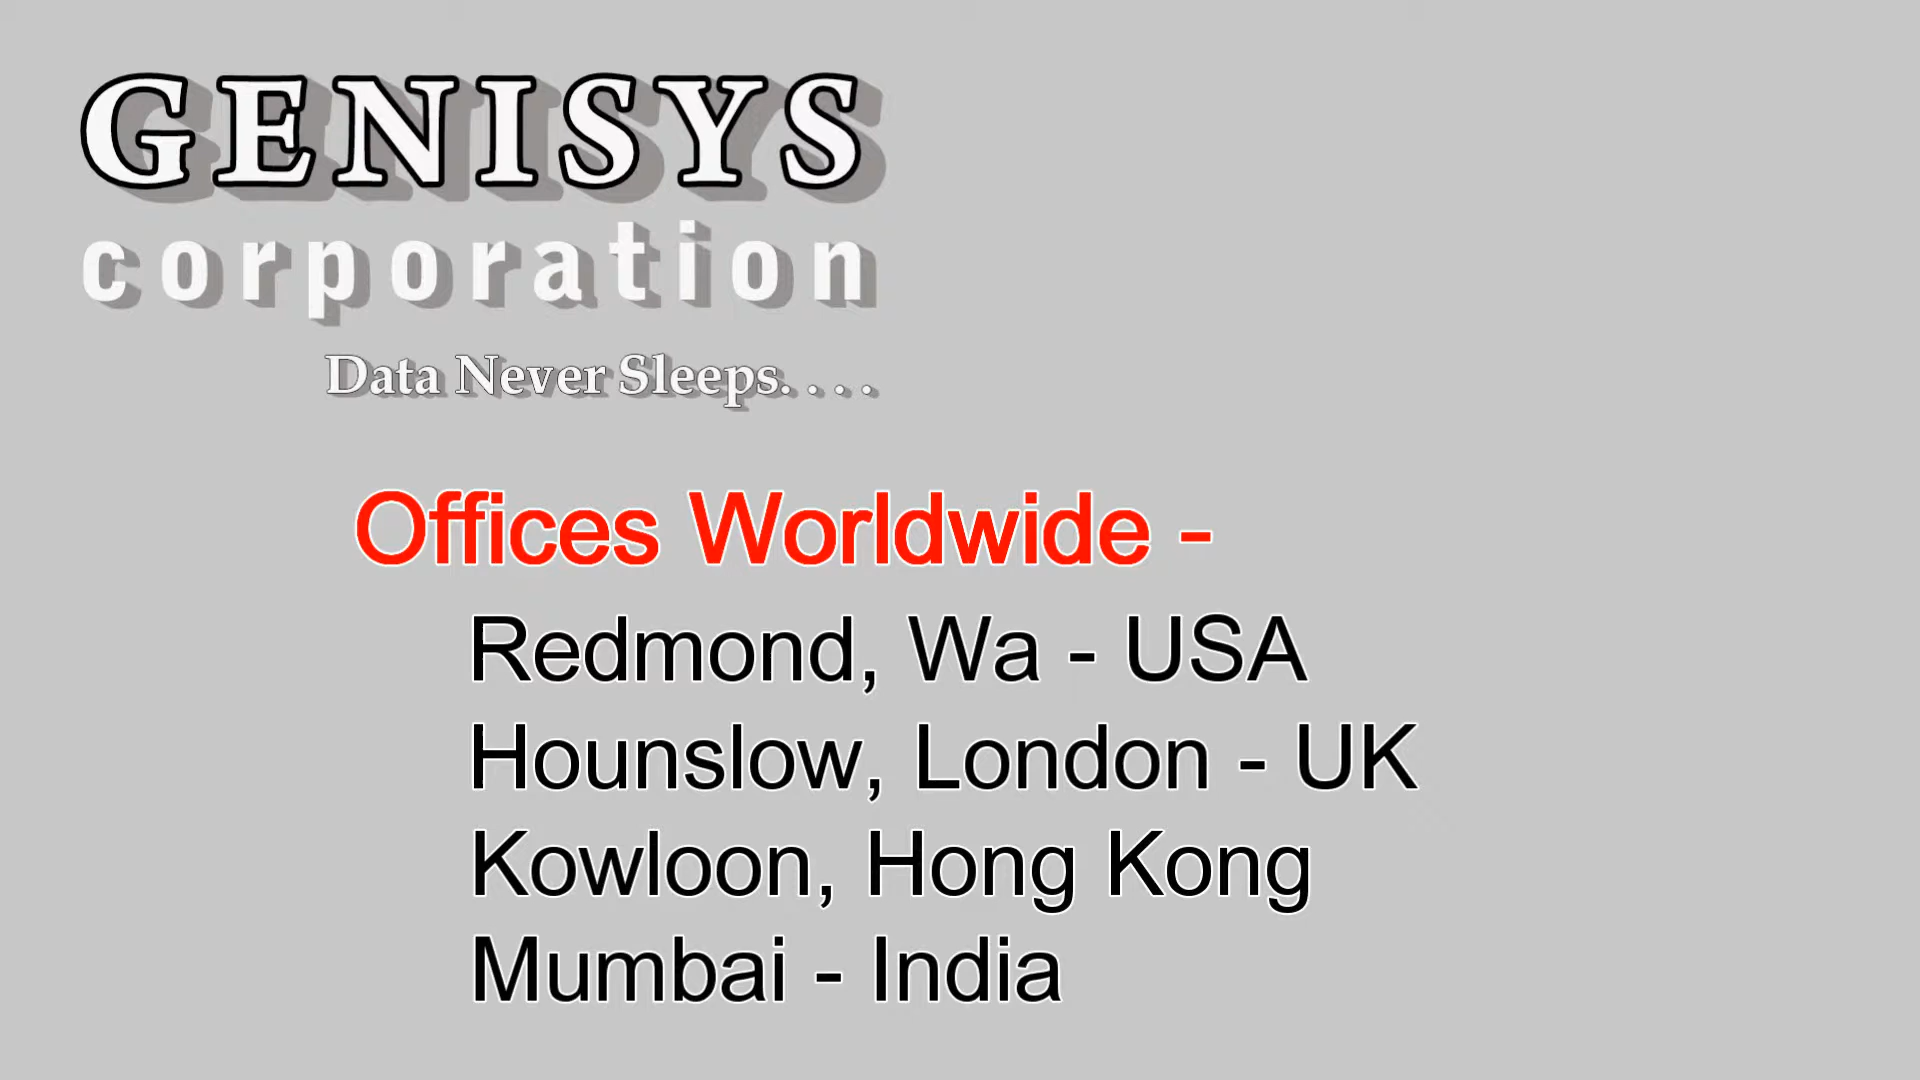 GENISYS
corporation
Data Never Sleeps. . . .
Offices Worldwide -
Redmond, Wa - USA
Hounslow, London - UK
Kowloon, Hong Kong
Mumbai - India